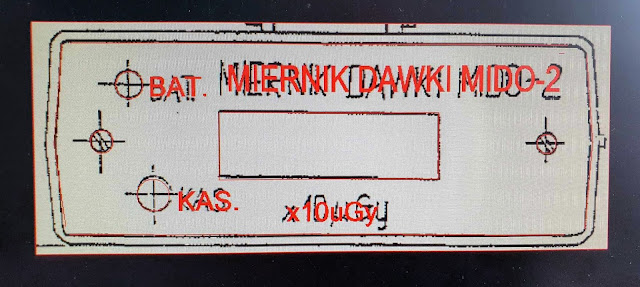 MIERNIK DAWKI MIDO-2
BAT.
KAS.
x10µGy